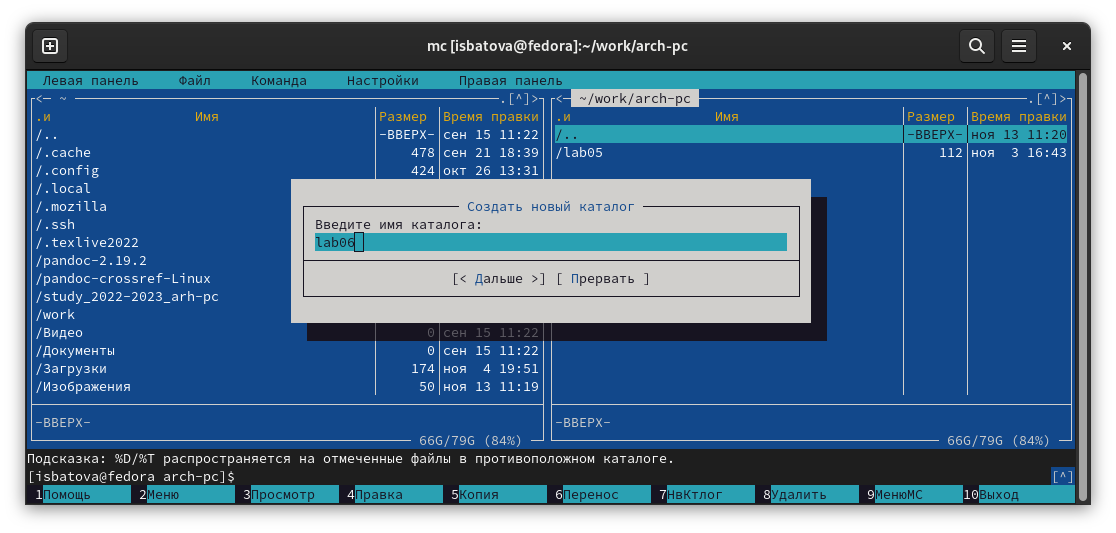 mc [isbatova@fedora]:~/work/arch-pc
Левая панель Файл Команда Настройки Правая панель
<─ ~ .[^]> <─ ~/work/arch-pc .[^]>
.и Имя Размер Время правки .и Имя Размер Время правки
/.. -ВВЕРХ- сен 15 11:22 /.. -ВВЕРХ- ноя 13 11:20
/.cache 478 сен 21 18:39 /lab05 112 ноя 3 16:43
/.config 424 окт 26 13:31
/.local
/.mozilla Создать новый каталог
/.ssh Введите имя каталога:
/.texlive2022 lab06
/pandoc-2.19.2
/pandoc-crossref-Linux [< Дальше >] [ Прервать ]
/study_2022-2023_arh-pc
/work
/Видео 0 сен 15 11:22
/Документы 0 сен 15 11:22
/Загрузки 174 ноя 4 19:51
/Изображения 50 ноя 13 11:19
-ВВЕРХ- -ВВЕРХ-
66G/79G (84%) 66G/79G (84%)
Подсказка: %D/%T распространяется на отмеченные файлы в противоположном каталоге.
[isbatova@fedora arch-pc]$ [^]
1Помощь 2Меню 3Просмотр 4Правка 5Копия 6Перенос 7НвКтлог 8Удалить 9МенюМС 10Выход